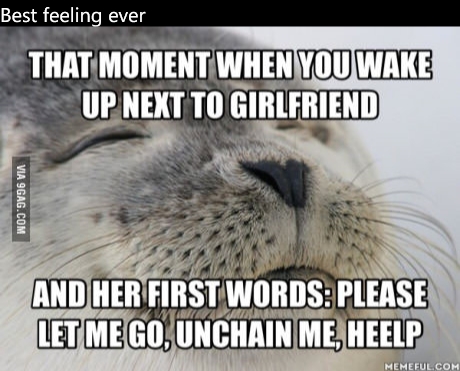 Best feeling ever
THAT MOMENT WHEN YOU WAKE
UP NEXT TO GIRLFRIEND
VIA 9GAG.COM
AND HER FIRST WORDS: PLEASE
LET ME GO, UNCHAIN ME, HEELP
MEMEFUL.COM